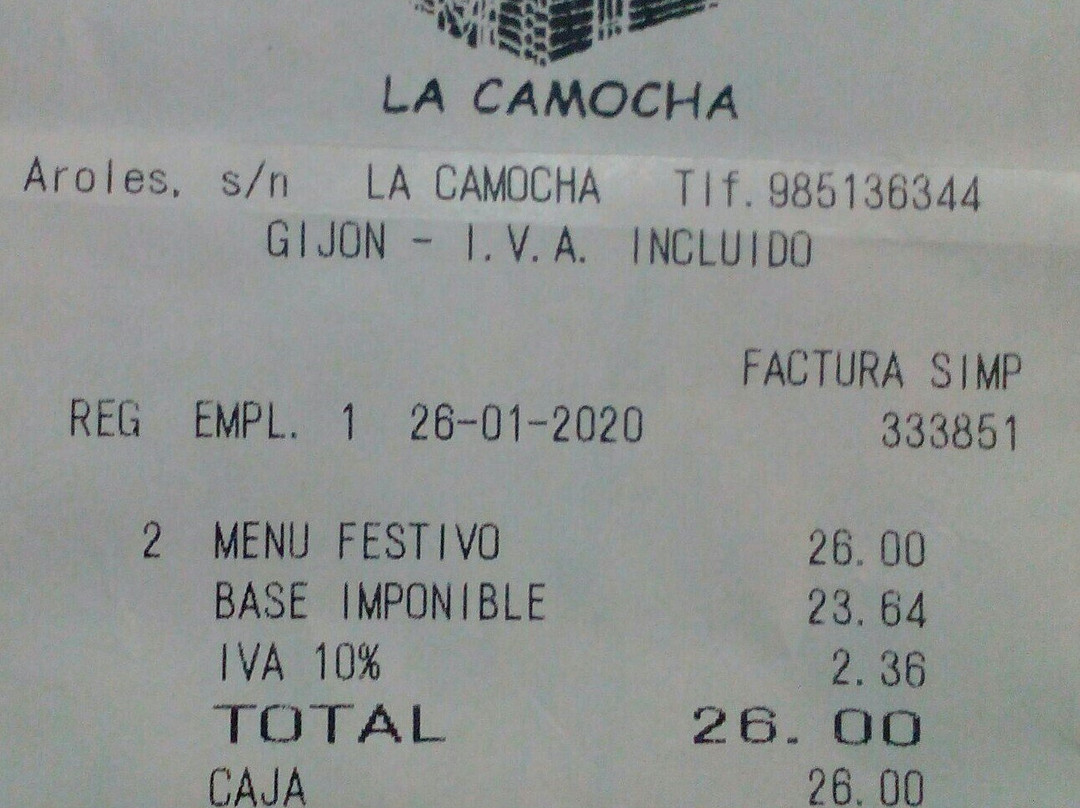 LA CAMOCHA
Aroles, s/n LA CAMOCHA Tlf.985136344
GIJON - I.V.A. INCLUIDO
FACTURA SIMP
REG EMPL. 1 26-01-2020 333851
2 MENU FESTIVO 26.00
BASE IMPONIBLE 23.64
IVA 10% 2.36
TOTAL 26.00
CAJA 26.00